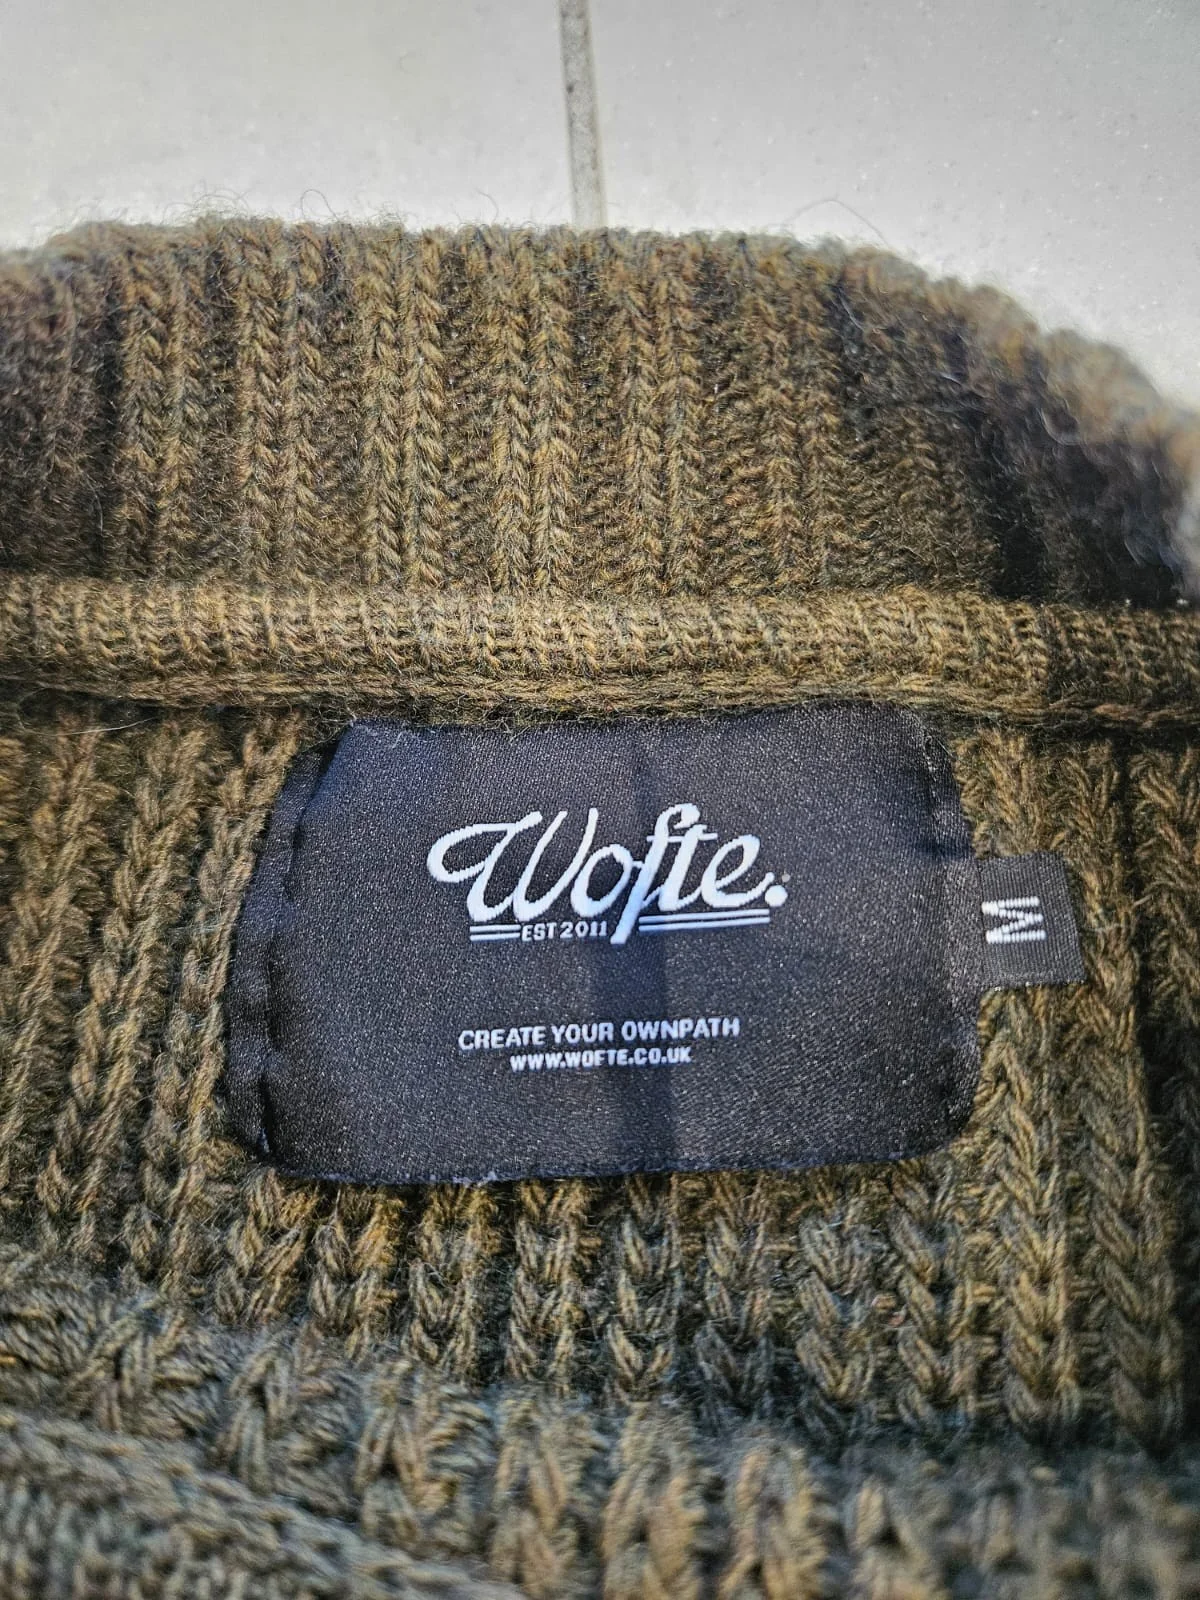 Wofte.
EST 2011
M
CREATE YOUR OWNPATH
WWW.WOFTE.CO.UK